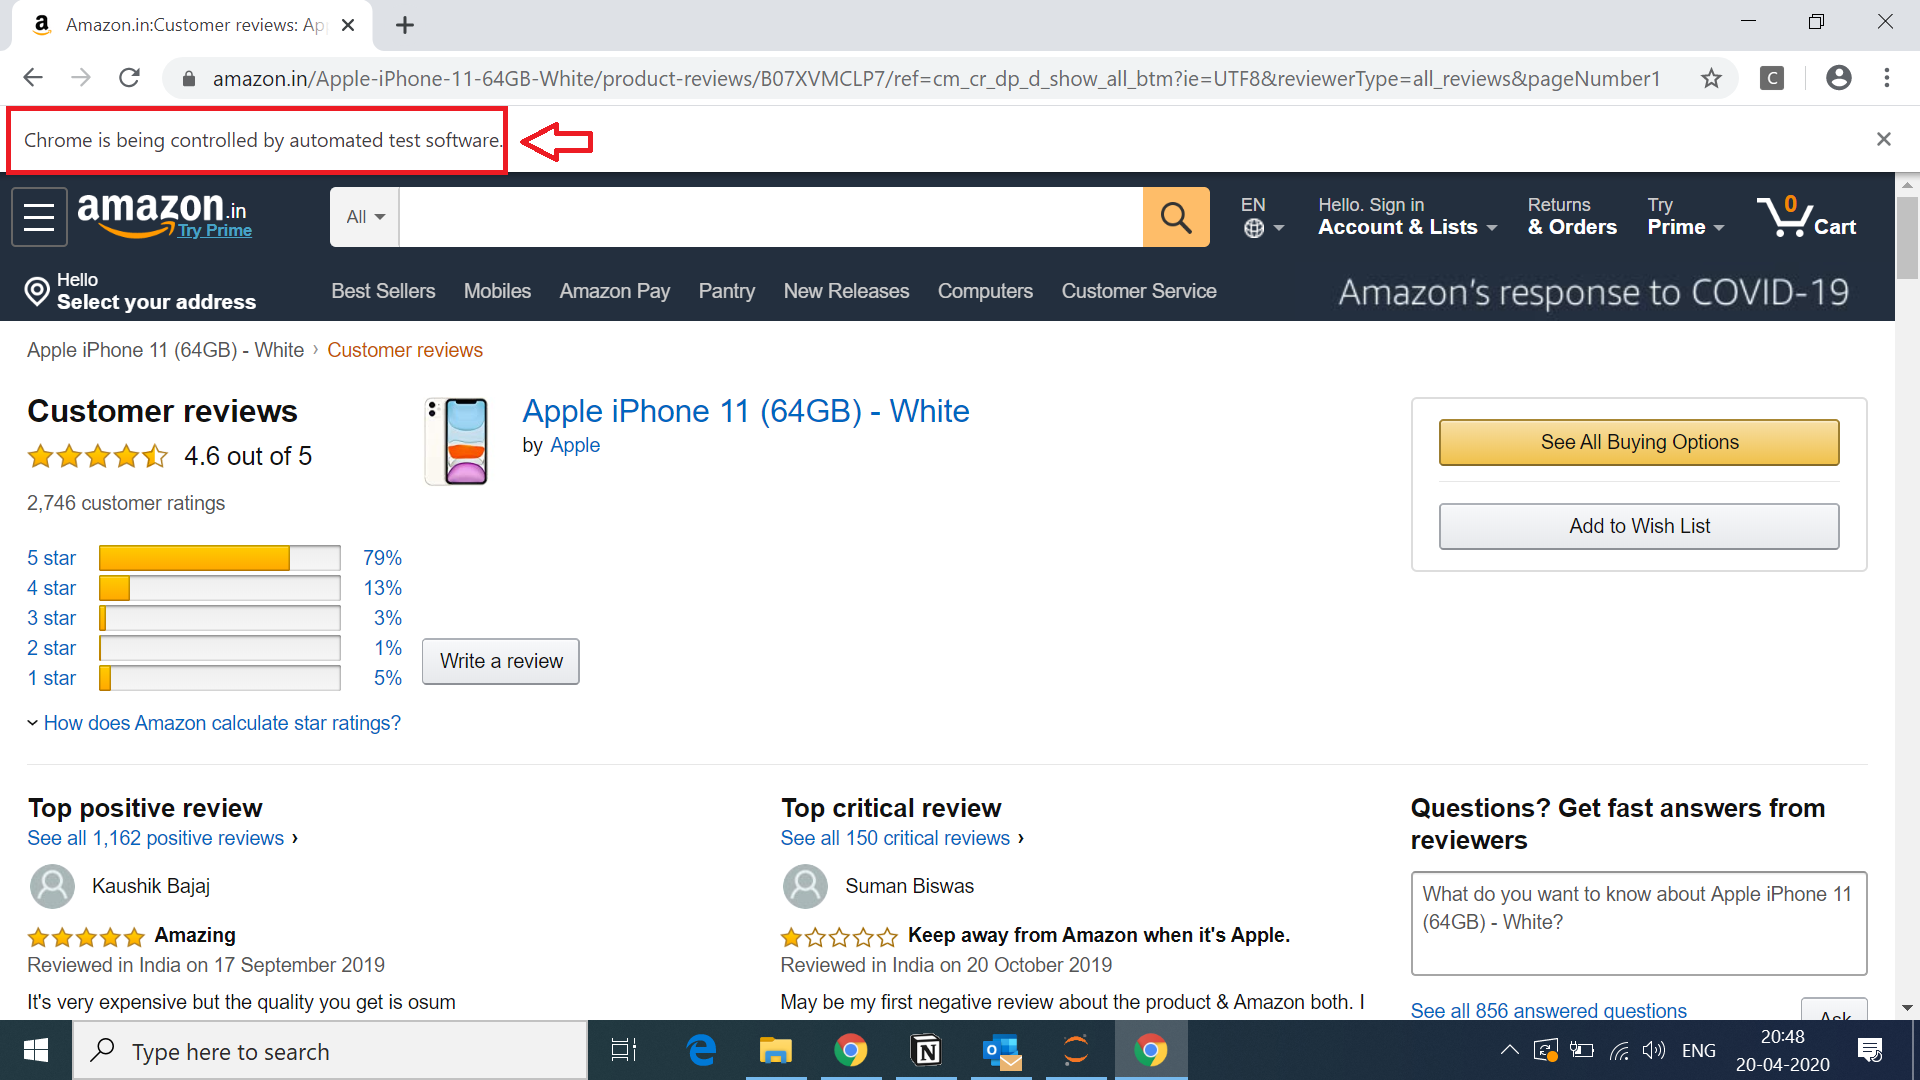 Amazon.in:Customer reviews: Ap
amazon.in/Apple-iPhone-11-64GB-White/product-reviews/B07XVMCLP7/ref=cm_cr_dp_d_show_all_btm?ie=UTF8&reviewerType=all_reviews&pageNumber1
Chrome is being controlled by automated test software.
amazon.in
Try Prime
All
EN
Hello. Sign in
Account & Lists
Returns
& Orders
Try
Prime
0
Cart
Hello
Select your address
Best Sellers Mobiles Amazon Pay Pantry New Releases Computers Customer Service
Amazon's response to COVID-19
Apple iPhone 11 (64GB) - White › Customer reviews
Customer reviews
4.6 out of 5
2,746 customer ratings
5 star 79%
4 star 13%
3 star 3%
2 star 1%
1 star 5%
How does Amazon calculate star ratings?
Apple iPhone 11 (64GB) - White
by Apple
Write a review
See All Buying Options
Add to Wish List
Top positive review
See all 1,162 positive reviews ›
Kaushik Bajaj
Amazing
Reviewed in India on 17 September 2019
It's very expensive but the quality you get is osum
Top critical review
See all 150 critical reviews ›
Suman Biswas
Keep away from Amazon when it's Apple.
Reviewed in India on 20 October 2019
May be my first negative review about the product & Amazon both. I
Questions? Get fast answers from
reviewers
What do you want to know about Apple iPhone 11
(64GB) - White?
See all 856 answered questions
Ask
Type here to search
ENG
20:48
20-04-2020